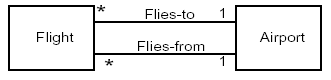 * Flies-to 1
Flight Airport
Flies-from
* 1